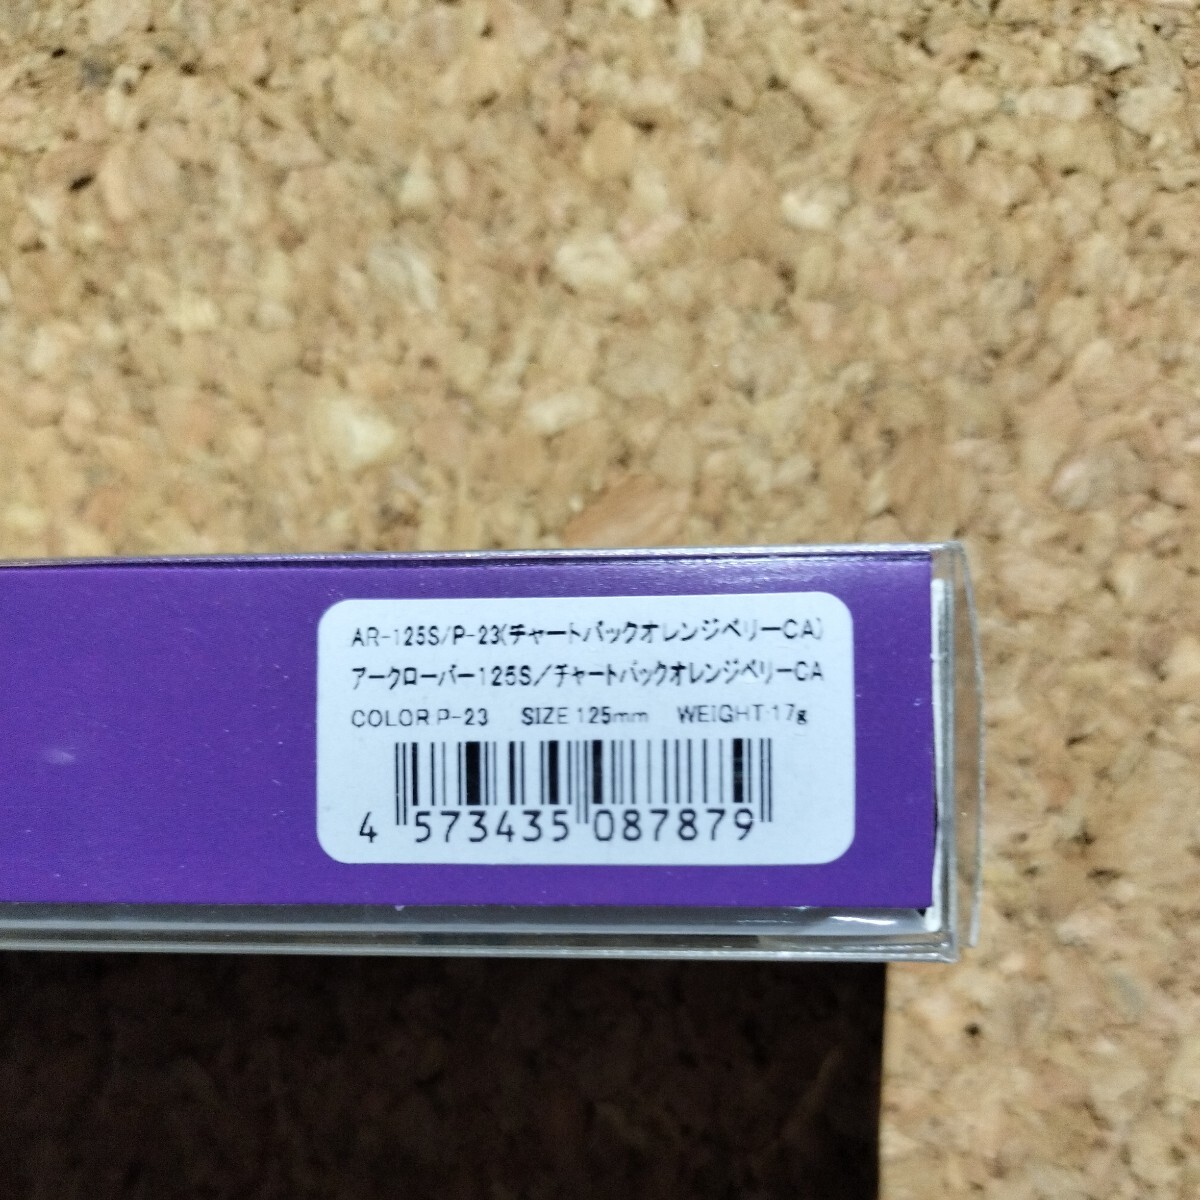 AR-125S/P-23(チャートバックオレンジベリーCA)
アークローバー125S/チャートバックオレンジベリーCA
COLOR P-23 SIZE 125mm WEIGHT 17g
4 573435 087879